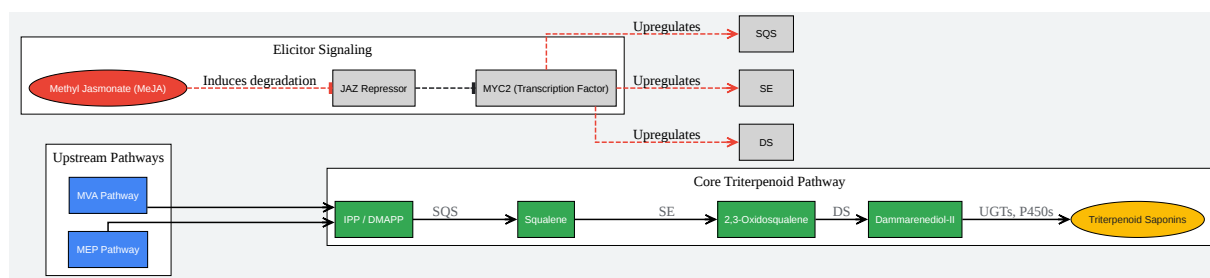 Upregulates
SQS
Elicitor Signaling
Methyl Jasmonate (MeJA)
Induces degradation
JAZ Repressor
MYC2 (Transcription Factor)
Upregulates
SE
Upregulates
DS
Upstream Pathways
MVA Pathway
MEP Pathway
Core Triterpenoid Pathway
IPP / DMAPP
SQS
Squalene
SE
2,3-Oxidosqualene
DS
Dammarenediol-II
UGTs, P450s
Triterpenoid Saponins